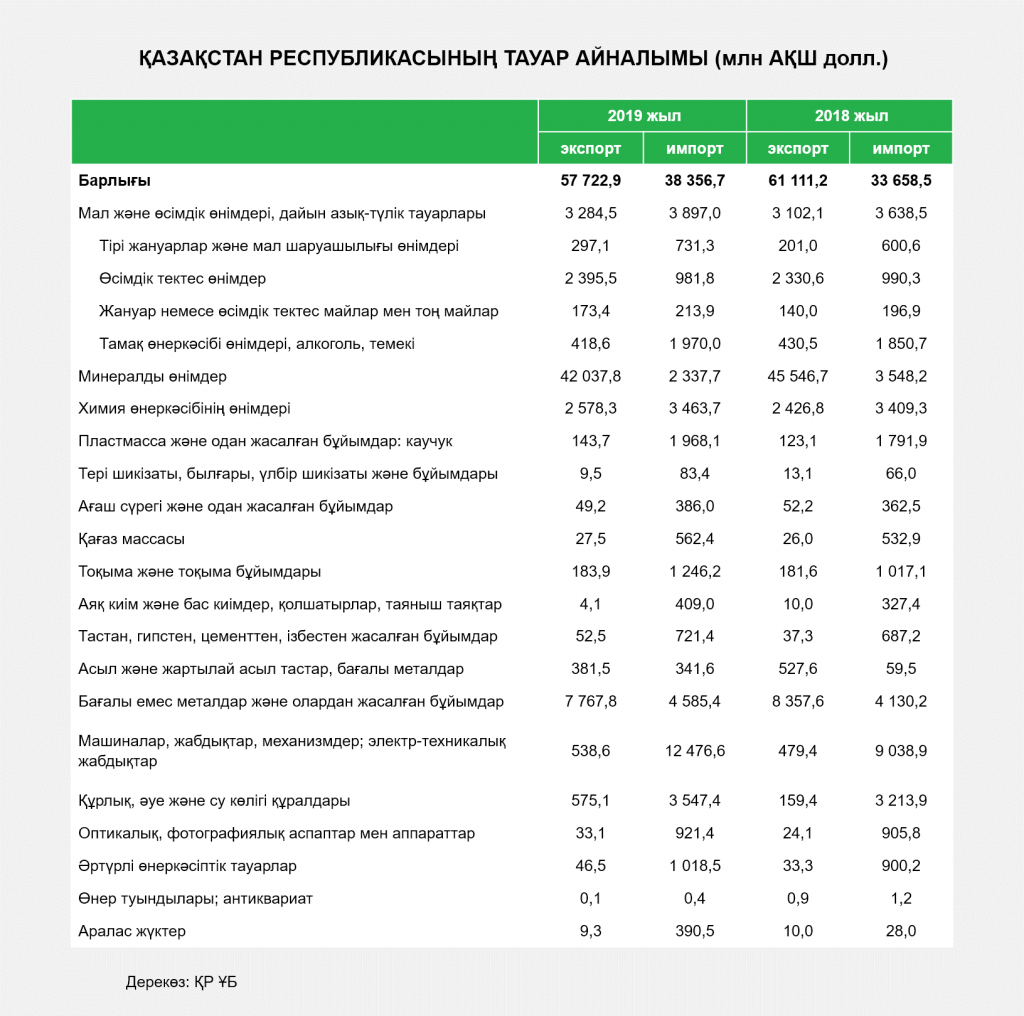 ҚАЗАҚСТАН РЕСПУБЛИКАСЫНЫҢ ТАУАР АЙНАЛЫМЫ (млн АҚШ долл.)
2019 жыл 2018 жыл
экспорт импорт экспорт импорт
Барлығы 57 722,9 38 356,7 61 111,2 33 658,5
Мал және өсімдік өнімдері, дайын азық-түлік тауарлары 3 284,5 3 897,0 3 102,1 3 638,5
Тірі жануарлар және мал шаруашылығы өнімдері 297,1 731,3 201,0 600,6
Өсімдік тектес өнімдер 2 395,5 981,8 2 330,6 990,3
Жануар немесе өсімдік тектес майлар мен тоң майлар 173,4 213,9 140,0 196,9
Тамақ өнеркәсібі өнімдері, алкоголь, темекі 418,6 1 970,0 430,5 1 850,7
Минералды өнімдер 42 037,8 2 337,7 45 546,7 3 548,2
Химия өнеркәсібінің өнімдері 2 578,3 3 463,7 2 426,8 3 409,3
Пластмасса және одан жасалған бұйымдар: каучук 143,7 1 968,1 123,1 1 791,9
Тері шикізаты, былғары, үлбір шикізаты және бұйымдары 9,5 83,4 13,1 66,0
Ағаш сүрегі және одан жасалған бұйымдар 49,2 386,0 52,2 362,5
Қағаз массасы 27,5 562,4 26,0 532,9
Тоқыма және тоқыма бұйымдары 183,9 1 246,2 181,6 1 017,1
Аяқ киім және бас киімдер, қолшатырлар, таяныш таяқтар 4,1 409,0 10,0 327,4
Тастан, гипстен, цементтен, ізбестен жасалған бұйымдар 52,5 721,4 37,3 687,2
Асыл және жартылай асыл тастар, бағалы металдар 381,5 341,6 527,6 59,5
Бағалы емес металдар және олардан жасалған бұйымдар 7 767,8 4 585,4 8 357,6 4 130,2
Машиналар, жабдықтар, механизмдер; электр-техникалық
жабдықтар 538,6 12 476,6 479,4 9 038,9
Құрлық, әуе және су көлігі құралдары 575,1 3 547,4 159,4 3 213,9
Оптикалық, фотографиялық аспаптар мен аппараттар 33,1 921,4 24,1 905,8
Әртүрлі өнеркәсіптік тауарлар 46,5 1 018,5 33,3 900,2
Өнер туындылары; антиквариат 0,1 0,4 0,9 1,2
Аралас жүктер 9,3 390,5 10,0 28,0
Дерекөз: ҚР ҰБ